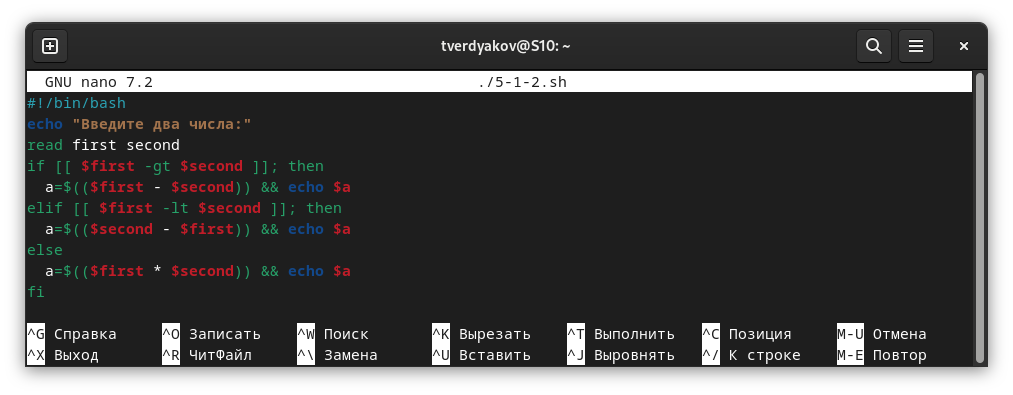 tverdyakov@S10: ~
GNU nano 7.2 ./5-1-2.sh
#!/bin/bash
echo "Введите два числа:"
read first second
if [[ $first -gt $second ]]; then
  a=$(($first - $second)) && echo $a
elif [[ $first -lt $second ]]; then
  a=$(($second - $first)) && echo $a
else
  a=$(($first * $second)) && echo $a
fi
^G Справка ^O Записать ^W Поиск ^K Вырезать ^T Выполнить ^C Позиция M-U Отмена
^X Выход ^R ЧитФайл ^\ Замена ^U Вставить ^J Выровнять ^/ К строке M-E Повтор